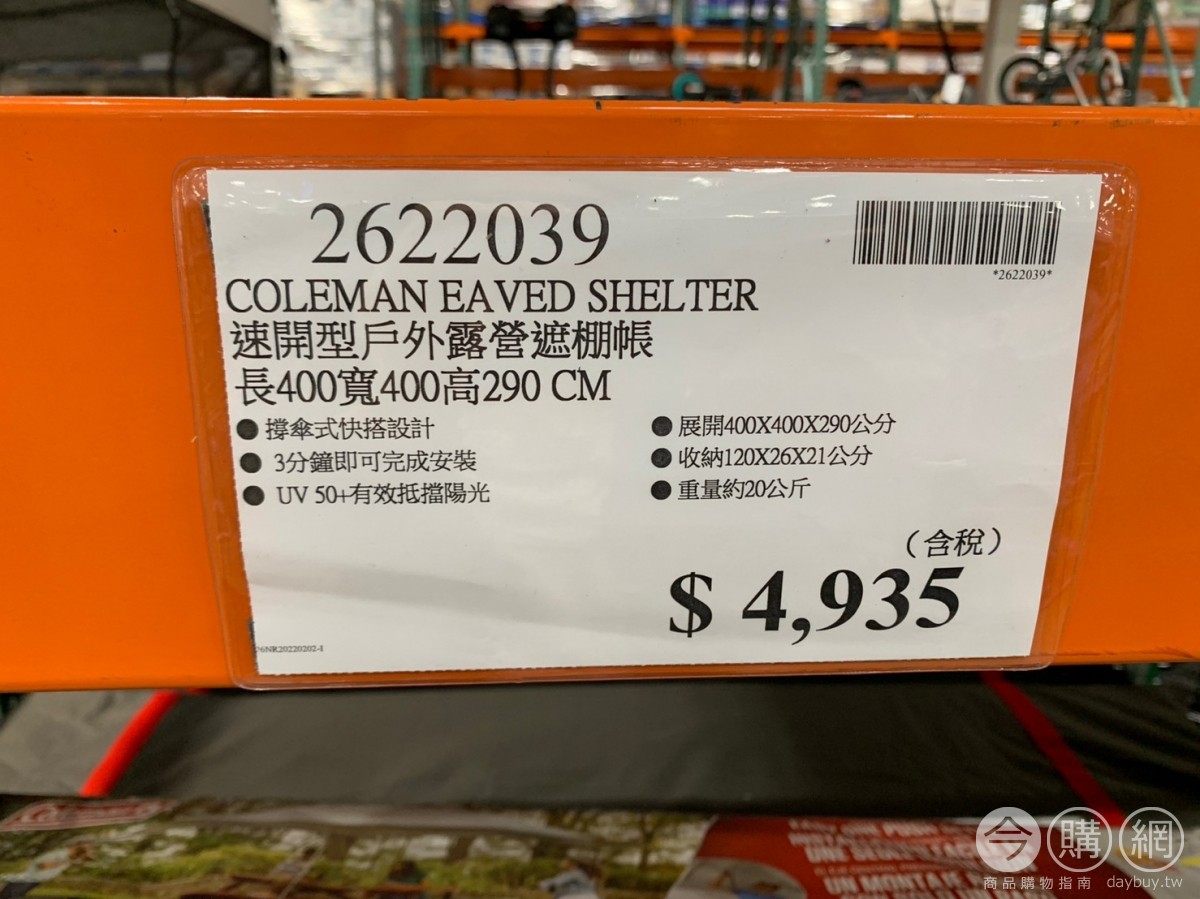 2622039
*2622039*
COLEMAN EAVED SHELTER
速開型戶外露營遮棚帳
長400寬400高290 CM
● 撐傘式快搭設計
● 3分鐘即可完成安裝
● UV 50+有效抵擋陽光
● 展開400X400X290公分
● 收納120X26X21公分
● 重量約20公斤
（含稅）
$ 4,935
UN MONTAJE
今購網
商品購物指南 daybuy.tw